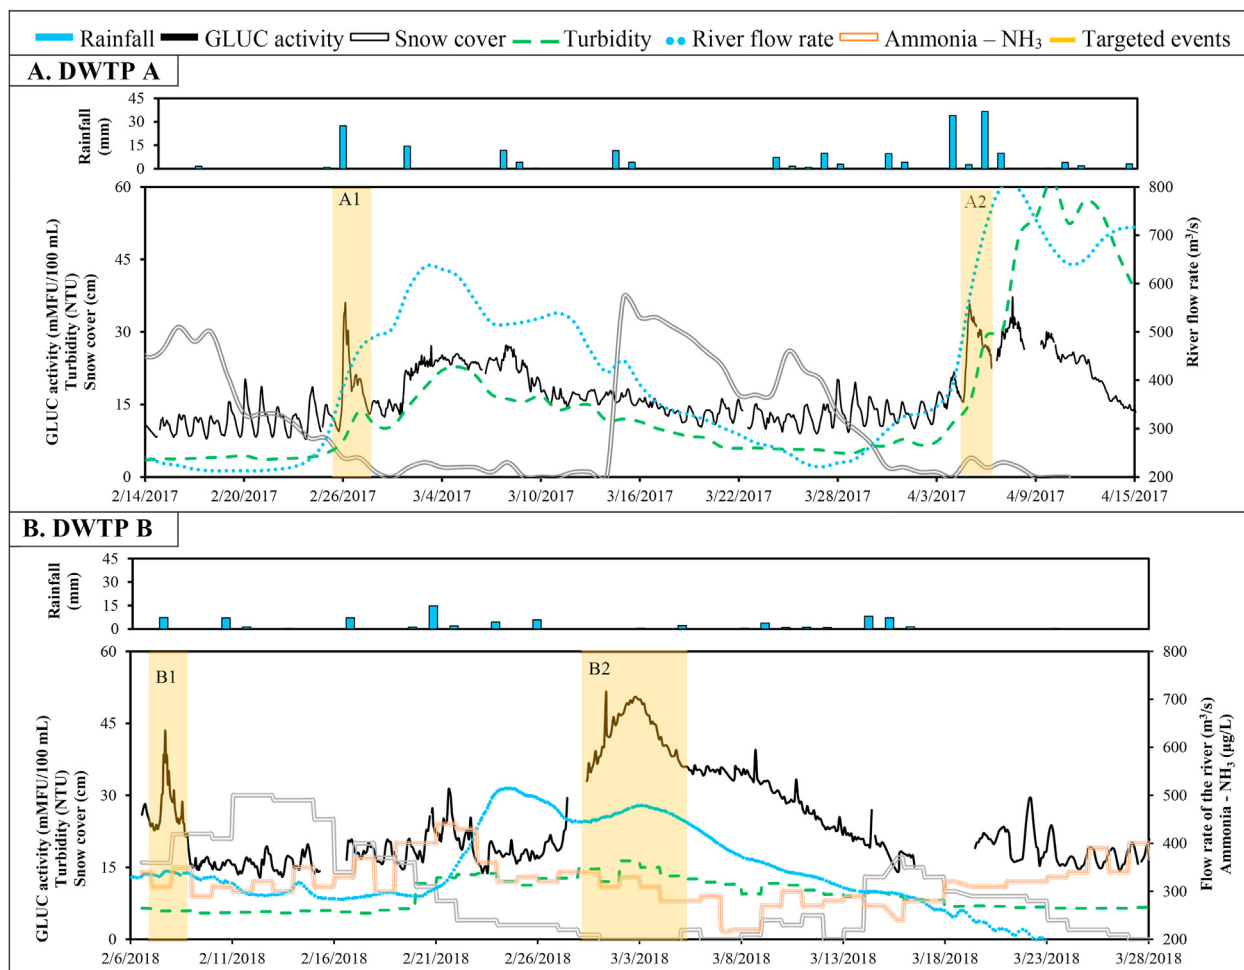 Rainfall GLUC activity Snow cover Turbidity River flow rate Ammonia – NH₃ Targeted events
A. DWTP A
45
30
15
0
Rainfall
(mm)
60
45
30
15
0
GLUC activity (mMFU/100 mL)
Turbidity (NTU)
Snow cover (cm)
A1
A2
800
700
600
500
400
300
200
River flow rate (m³/s)
2/14/2017 2/20/2017 2/26/2017 3/4/2017 3/10/2017 3/16/2017 3/22/2017 3/28/2017 4/3/2017 4/9/2017 4/15/2017
B. DWTP B
45
30
15
0
Rainfall
(mm)
60
45
30
15
0
GLUC activity (mMFU/100 mL)
Turbidity (NTU)
Snow cover (cm)
B1
B2
800
700
600
500
400
300
200
Flow rate of the river (m³/s)
Ammonia - NH₃ (µg/L)
2/6/2018 2/11/2018 2/16/2018 2/21/2018 2/26/2018 3/3/2018 3/8/2018 3/13/2018 3/18/2018 3/23/2018 3/28/2018